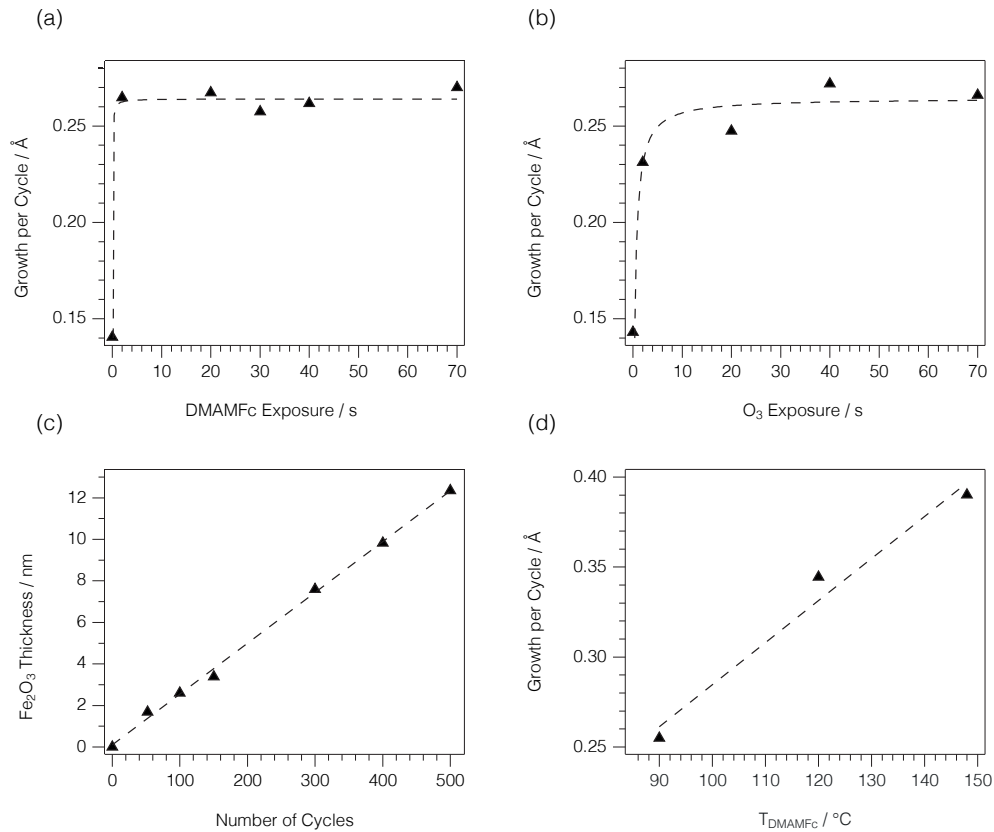 (a)
Growth per Cycle / Å
0.25
0.20
0.15
0 10 20 30 40 50 60 70
DMAMFc Exposure / s
(b)
Growth per Cycle / Å
0.25
0.20
0.15
0 10 20 30 40 50 60 70
O₃ Exposure / s
(c)
Fe₂O₃ Thickness / nm
12
10
8
6
4
2
0
0 100 200 300 400 500
Number of Cycles
(d)
Growth per Cycle / Å
0.40
0.35
0.30
0.25
90 100 110 120 130 140 150
T_DMAMFc / °C